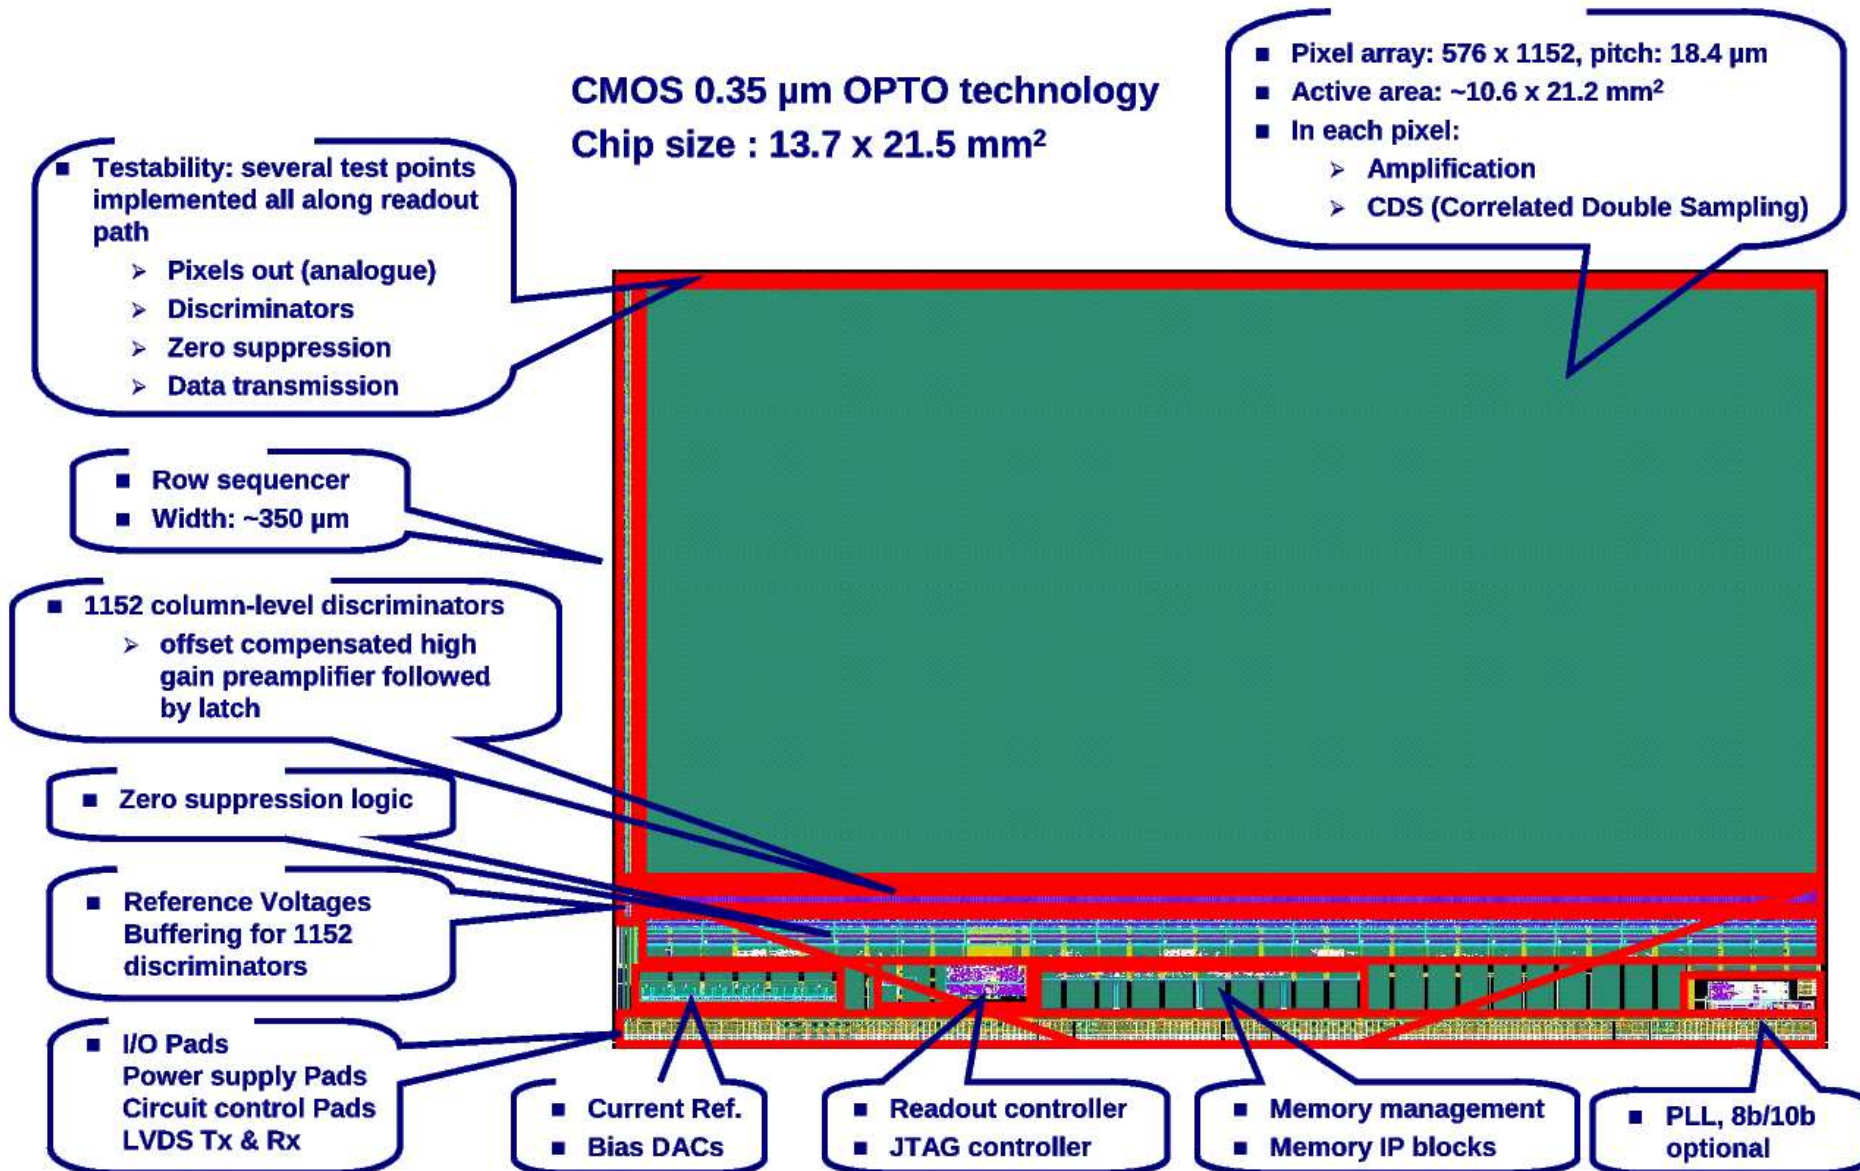 CMOS 0.35 µm OPTO technology
Chip size : 13.7 x 21.5 mm²
■ Pixel array: 576 x 1152, pitch: 18.4 µm
■ Active area: ~10.6 x 21.2 mm²
■ In each pixel:
➢ Amplification
➢ CDS (Correlated Double Sampling)
■ Testability: several test points
implemented all along readout
path
➢ Pixels out (analogue)
➢ Discriminators
➢ Zero suppression
➢ Data transmission
■ Row sequencer
■ Width: ~350 µm
■ 1152 column-level discriminators
➢ offset compensated high
gain preamplifier followed
by latch
■ Zero suppression logic
■ Reference Voltages
Buffering for 1152
discriminators
■ I/O Pads
Power supply Pads
Circuit control Pads
LVDS Tx & Rx
■ Current Ref.
■ Bias DACs
■ Readout controller
■ JTAG controller
■ Memory management
■ Memory IP blocks
■ PLL, 8b/10b
optional